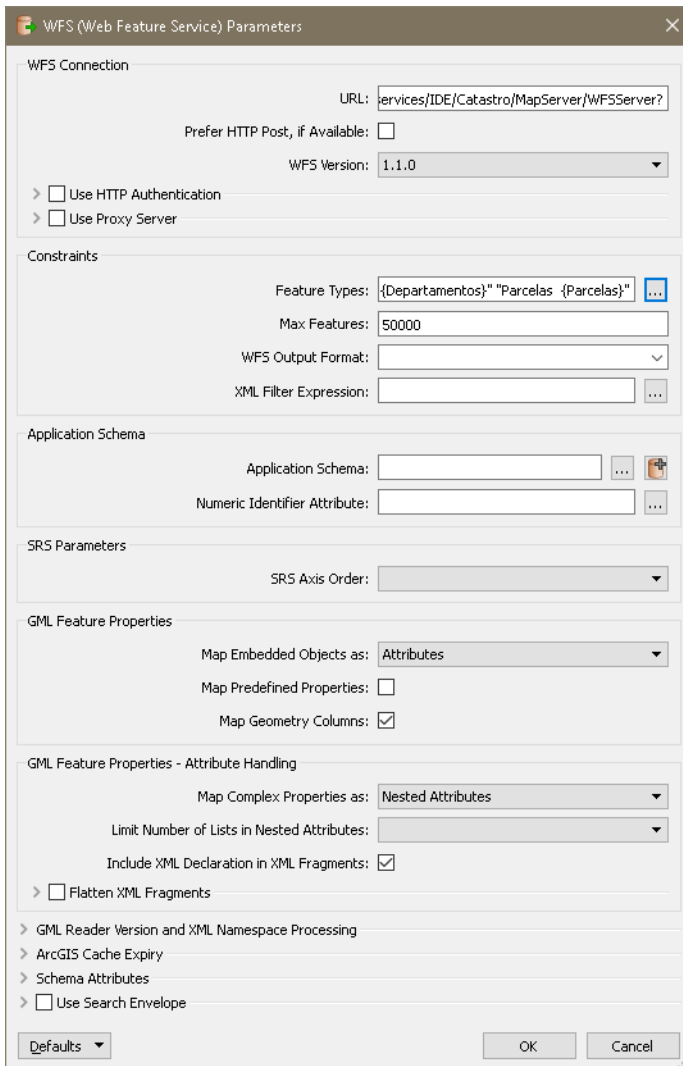 WFS (Web Feature Service) Parameters
WFS Connection
URL: services/IDE/Catastro/MapServer/WFSServer?
Prefer HTTP Post, if Available:
WFS Version: 1.1.0
Use HTTP Authentication
Use Proxy Server
Constraints
Feature Types: {Departamentos}" "Parcelas {Parcelas}" ...
Max Features: 50000
WFS Output Format:
XML Filter Expression: ...
Application Schema
Application Schema: ...
Numeric Identifier Attribute: ...
SRS Parameters
SRS Axis Order:
GML Feature Properties
Map Embedded Objects as: Attributes
Map Predefined Properties:
Map Geometry Columns:
GML Feature Properties - Attribute Handling
Map Complex Properties as: Nested Attributes
Limit Number of Lists in Nested Attributes:
Include XML Declaration in XML Fragments:
Flatten XML Fragments
GML Reader Version and XML Namespace Processing
ArcGIS Cache Expiry
Schema Attributes
Use Search Envelope
Defaults OK Cancel